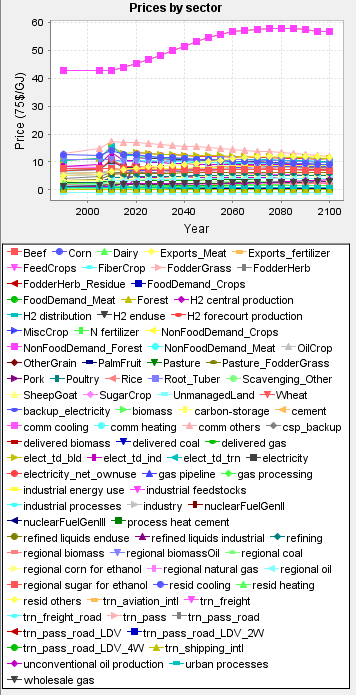 Prices by sector
60
50
40
30
20
10
0
Price (75$/GJ)
2000 2020 2040 2060 2080 2100
Year
Beef Corn Dairy Exports_Meat Exports_fertilizer
FeedCrops FiberCrop FodderGrass FodderHerb
FodderHerb_Residue FoodDemand_Crops
FoodDemand_Meat Forest H2 central production
H2 distribution H2 enduse H2 forecourt production
MiscCrop N fertilizer NonFoodDemand_Crops
NonFoodDemand_Forest NonFoodDemand_Meat OilCrop
OtherGrain PalmFruit Pasture Pasture_FodderGrass
Pork Poultry Rice Root_Tuber Scavenging_Other
SheepGoat SugarCrop UnmanagedLand Wheat
backup_electricity biomass carbon-storage cement
comm cooling comm heating comm others csp_backup
delivered biomass delivered coal delivered gas
elect_td_bld elect_td_ind elect_td_trn electricity
electricity_net_ownuse gas pipeline gas processing
industrial energy use industrial feedstocks
industrial processes industry nuclearFuelGenII
nuclearFuelGenIII process heat cement
refined liquids enduse refined liquids industrial refining
regional biomass regional biomassOil regional coal
regional corn for ethanol regional natural gas regional oil
regional sugar for ethanol resid cooling resid heating
resid others trn_aviation_intl trn_freight
trn_freight_road trn_pass trn_pass_road
trn_pass_road_LDV trn_pass_road_LDV_2W
trn_pass_road_LDV_4W trn_shipping_intl
unconventional oil production urban processes
wholesale gas